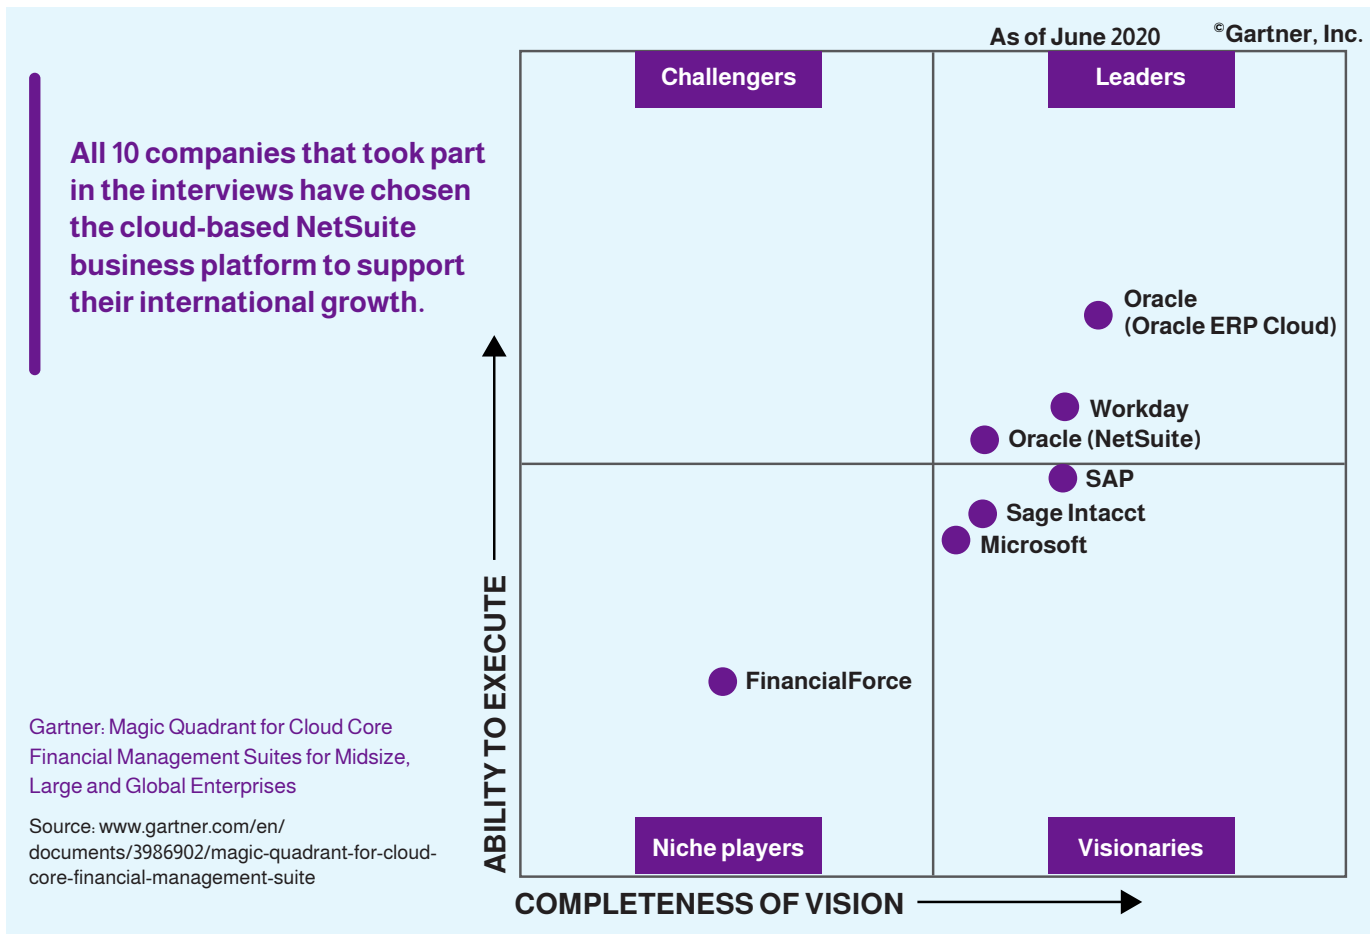 As of June 2020
©Gartner, Inc.
Challengers
Leaders
All 10 companies that took part
in the interviews have chosen
the cloud-based NetSuite
business platform to support
their international growth.
Oracle
(Oracle ERP Cloud)
Workday
Oracle (NetSuite)
SAP
Sage Intacct
Microsoft
FinancialForce
ABILITY TO EXECUTE
Gartner: Magic Quadrant for Cloud Core
Financial Management Suites for Midsize,
Large and Global Enterprises
Source: www.gartner.com/en/
documents/3986902/magic-quadrant-for-cloud-
core-financial-management-suite
Niche players
Visionaries
COMPLETENESS OF VISION